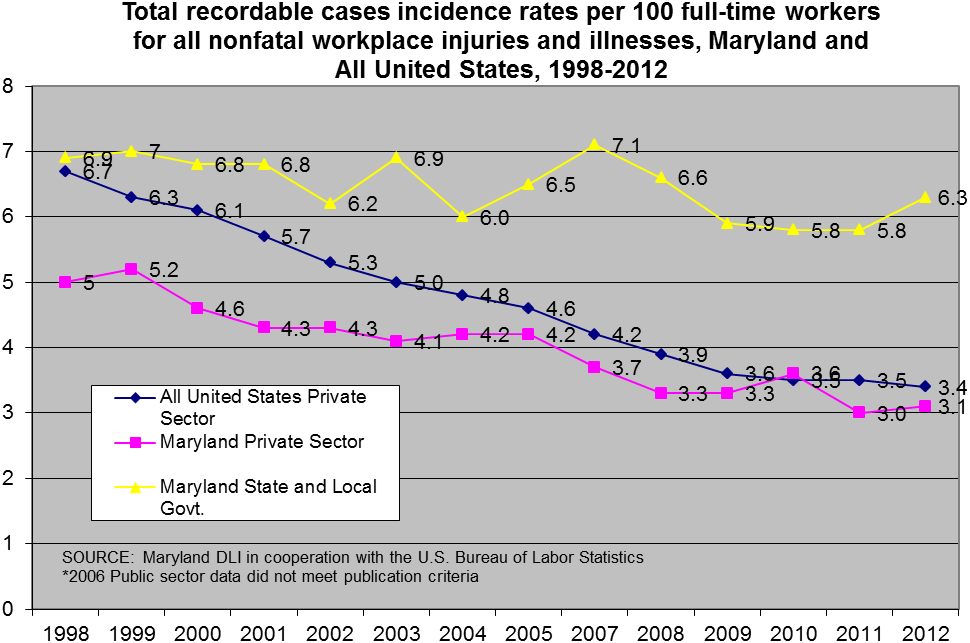 Total recordable cases incidence rates per 100 full-time workers
for all nonfatal workplace injuries and illnesses, Maryland and
All United States, 1998-2012
8
7
6
5
4
3
2
1
0
6.9 7 6.8 6.8 6.2 6.9 6.0 6.5 7.1 6.6 5.9 5.8 5.8 6.3
6.7 6.3 6.1 5.7 5.3 5.0 4.8 4.6 4.2 3.9 3.6 3.5 3.5 3.4
5 5.2 4.6 4.3 4.3 4.1 4.2 4.2 3.7 3.3 3.3 3.6 3.0 3.1
All United States Private
Sector
Maryland Private Sector
Maryland State and Local
Govt.
SOURCE: Maryland DLI in cooperation with the U.S. Bureau of Labor Statistics
*2006 Public sector data did not meet publication criteria
1998 1999 2000 2001 2002 2003 2004 2005 2007 2008 2009 2010 2011 2012